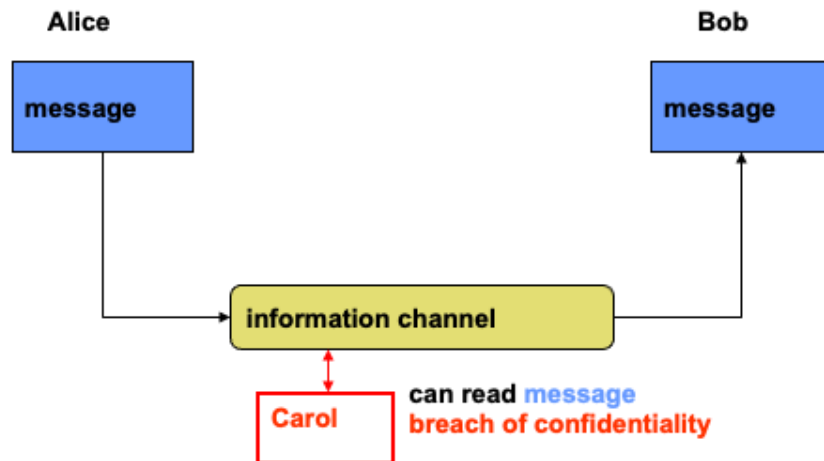 Alice
Bob
message
message
information channel
Carol
can read message
breach of confidentiality